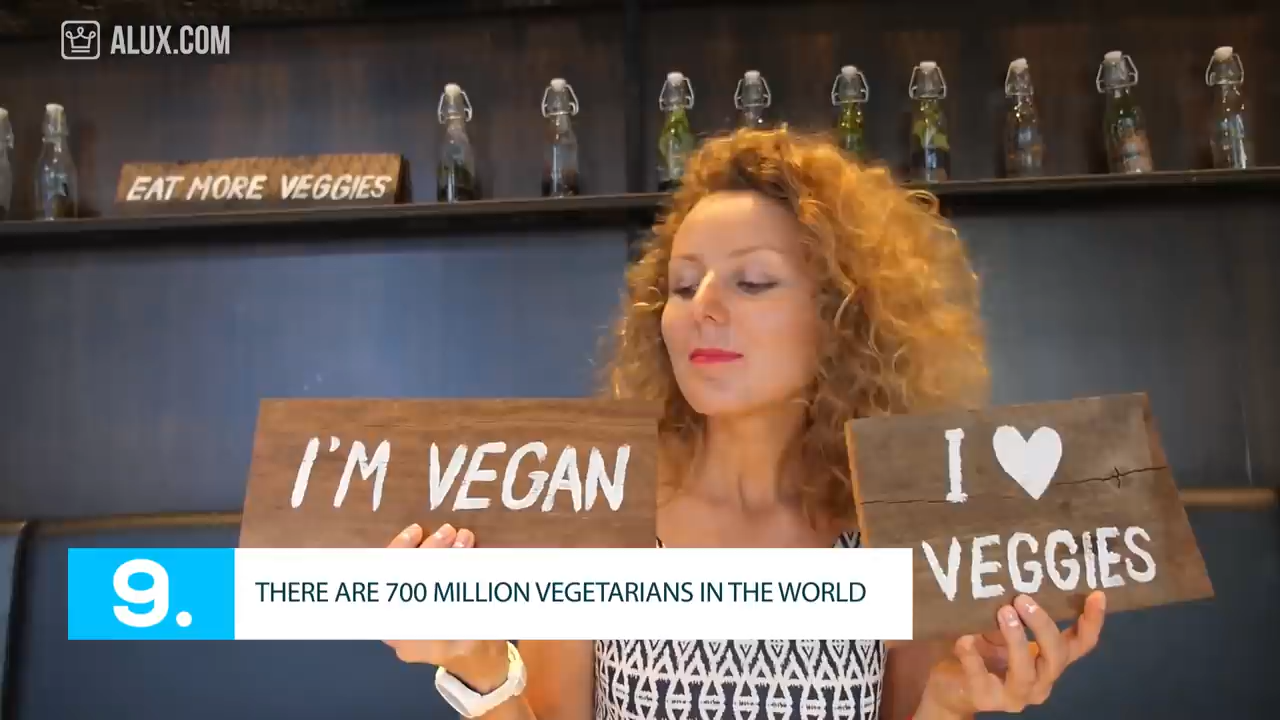 ALUX.COM
EAT MORE VEGGIES
I'M VEGAN
I ♥
VEGGIES
9.
THERE ARE 700 MILLION VEGETARIANS IN THE WORLD